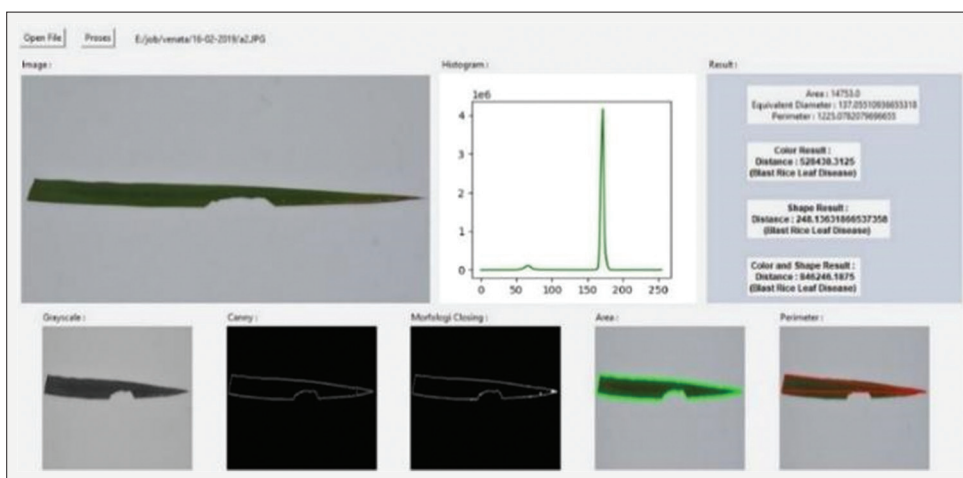 Open File Proses E:/job/venata/16-02-2019/a2.JPG
Image :
Histogram :
Result :
1e6
4
3
2
1
0
0 50 100 150 200 250
Area : 14753.0
Equivalent Diameter : 137.05510936655318
Perimeter : 1225.0782079696655
Color Result :
Distance : 528438.3125
(Blast Rice Leaf Disease)
Shape Result :
Distance : 248.13631866537358
(Blast Rice Leaf Disease)
Color and Shape Result :
Distance : 846246.1875
(Blast Rice Leaf Disease)
Grayscale :
Canny :
Morfologi Closing :
Area :
Perimeter :